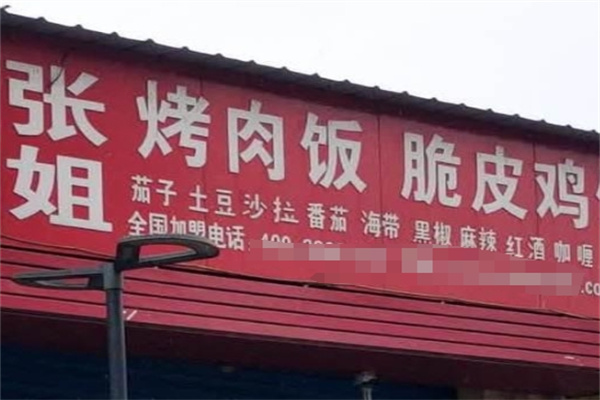 张姐
烤肉饭 脆皮鸡
茄子 土豆 沙拉 番茄 海带 黑椒 麻辣 红酒 咖喱
全国加盟电话: